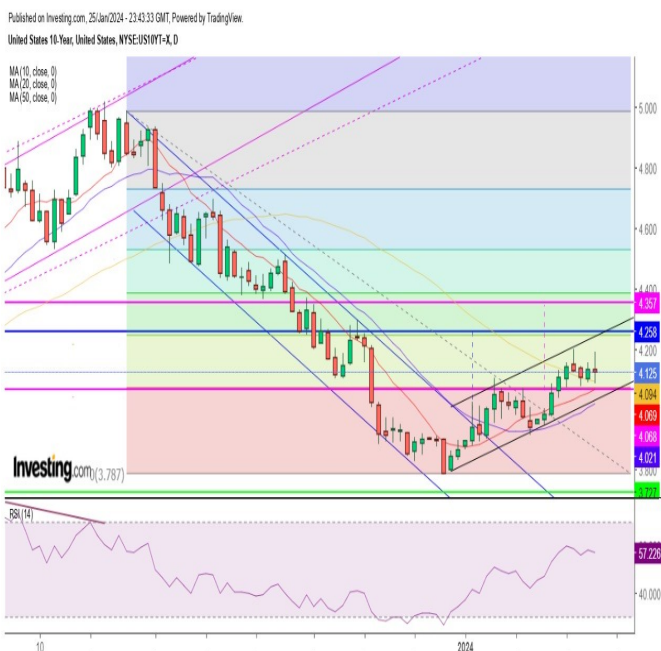 Published on Investing.com, 25/Jan/2024 - 23:43:33 GMT, Powered by TradingView.
United States 10-Year, United States, NYSE:US10YT=X, D
MA (10, close, 0)
MA (20, close, 0)
MA (50, close, 0)
5.000
4.800
4.600
4.400
4.357
4.258
4.200
4.125
4.094
4.069
4.068
4.021
Investing.com
0(3.787)
3.800
3.727
RSI (14)
57.226
40.000
10
2024